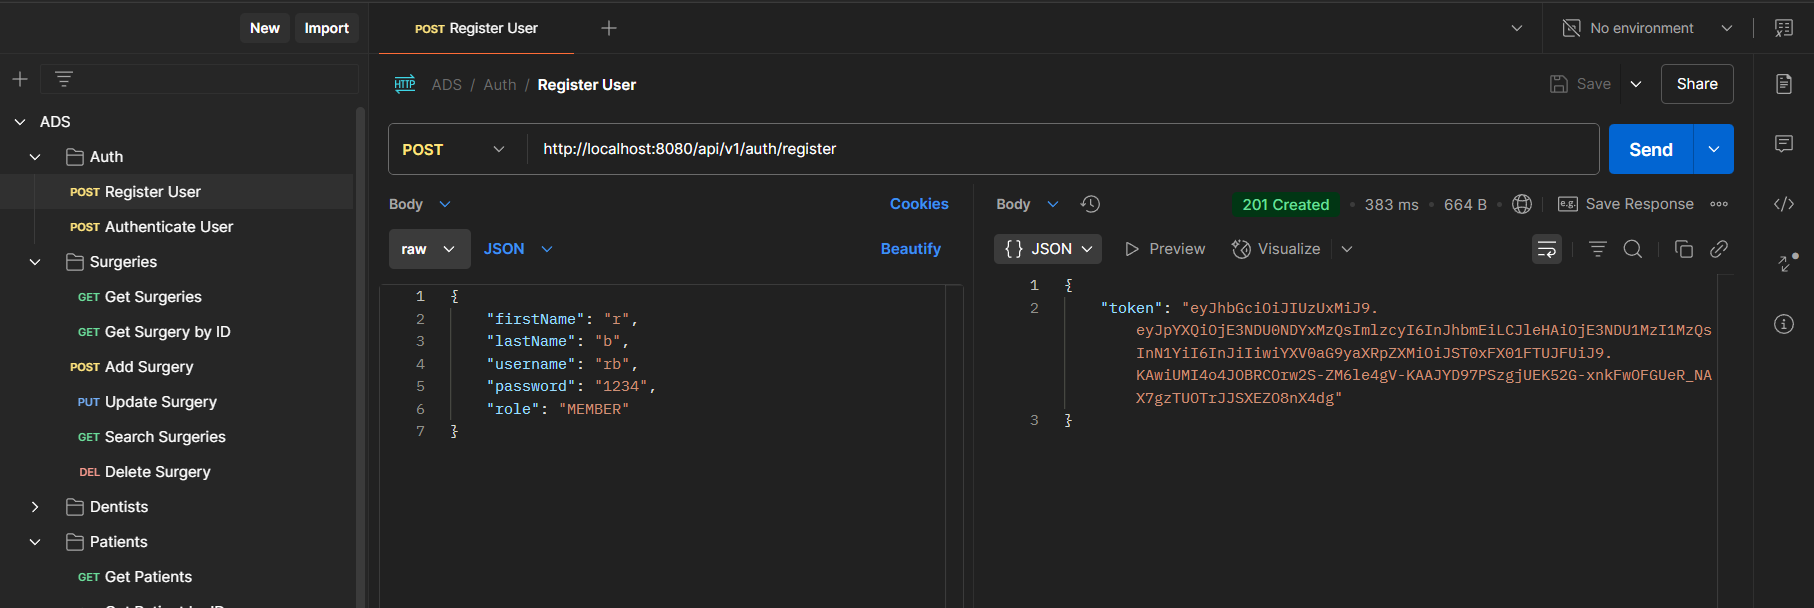 New Import
POST Register User
No environment
ADS / Auth / Register User
Save
Share
POST
http://localhost:8080/api/v1/auth/register
Send
ADS
Auth
POST Register User
POST Authenticate User
Surgeries
GET Get Surgeries
GET Get Surgery by ID
POST Add Surgery
PUT Update Surgery
GET Search Surgeries
DEL Delete Surgery
Dentists
Patients
GET Get Patients
Body
Cookies
raw
JSON
Beautify
1 {
2 "firstName": "r",
3 "lastName": "b",
4 "username": "rb",
5 "password": "1234",
6 "role": "MEMBER"
7 }
Body
201 Created • 383 ms • 664 B •
e.g. Save Response
{} JSON
Preview
Visualize
1 {
2 "token": "eyJhbGciOiJIUzUxMiJ9.
eyJpYXQiOjE3NDU0NDYxMzQsImlzcyI6InJhbmEiLCJleHAiOjE3NDU1MzI1MzQs
InN1YiI6InJiIiwiYXV0aG9yaXRpZXMiOiJST0xFX01FTUJFUiJ9.
KAwiUMI4o4JOBRCOrw2S-ZM6le4gV-KAAJYD97PSzgjUEK52G-xnkFwOFGUeR_NA
X7gzTUOTrJJSXEZO8nX4dg"
3 }